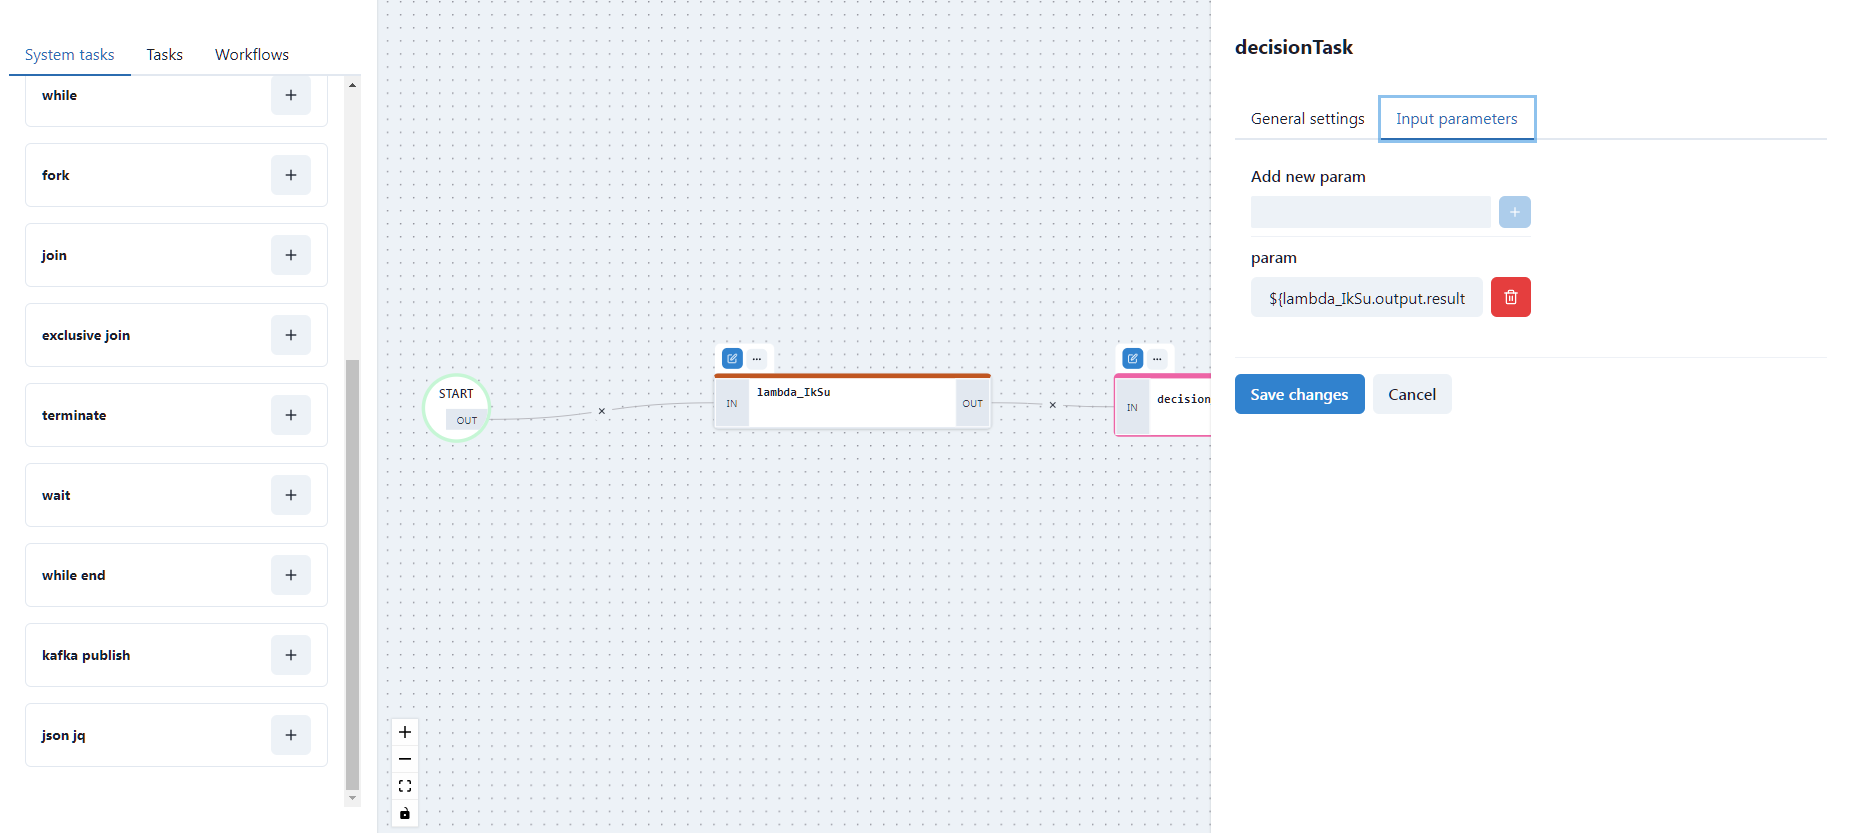 System tasks
Tasks
Workflows
while
fork
join
exclusive join
terminate
wait
while end
kafka publish
json jq
START
OUT
IN
lambda_IkSu
OUT
IN
decision
decisionTask
General settings
Input parameters
Add new param
param
${lambda_IkSu.output.result
Save changes
Cancel